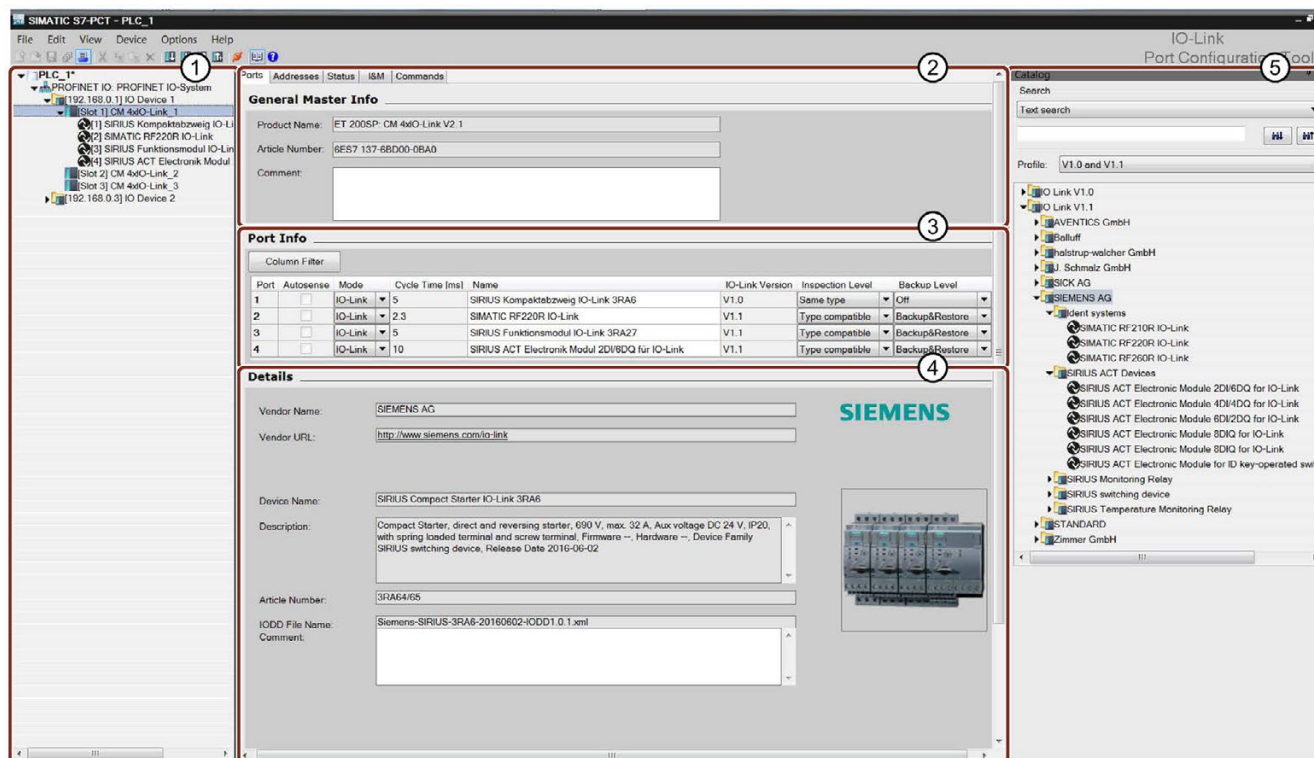 SIMATIC S7-PCT - PLC_1
File Edit View Device Options Help
IO-Link
Port Configuration Tool
1
PLC_1*
PROFINET IO: PROFINET IO-System
[192.168.0.1] IO Device 1
[Slot 1] CM 4xIO-Link_1
[1] SIRIUS Kompaktabzweig IO-Li
[2] SIMATIC RF220R IO-Link
[3] SIRIUS Funktionsmodul IO-Lin
[4] SIRIUS ACT Electronik Modul
[Slot 2] CM 4xIO-Link_2
[Slot 3] CM 4xIO-Link_3
[192.168.0.3] IO Device 2
2
Ports Addresses Status I&M Commands
General Master Info
Product Name: ET 200SP: CM 4xIO-Link V2.1
Article Number: 6ES7 137-6BD00-0BA0
Comment:
3
Port Info
Column Filter
Port Autosense Mode Cycle Time [ms] Name IO-Link Version Inspection Level Backup Level
1 IO-Link 5 SIRIUS Kompaktabzweig IO-Link 3RA6 V1.0 Same type Off
2 IO-Link 2.3 SIMATIC RF220R IO-Link V1.1 Type compatible Backup&Restore
3 IO-Link 5 SIRIUS Funktionsmodul IO-Link 3RA27 V1.1 Type compatible Backup&Restore
4 IO-Link 10 SIRIUS ACT Electronik Modul 2DI/6DQ für IO-Link V1.1 Type compatible Backup&Restore
4
Details
Vendor Name: SIEMENS AG
SIEMENS
Vendor URL: http://www.siemens.com/io-link
Device Name: SIRIUS Compact Starter IO-Link 3RA6
Description: Compact Starter, direct and reversing starter, 690 V, max. 32 A, Aux voltage DC 24 V, IP20,
with spring loaded terminal and screw terminal, Firmware --, Hardware --, Device Family
SIRIUS switching device, Release Date 2016-06-02
Article Number: 3RA64/65
IODD File Name: Siemens-SIRIUS-3RA6-20160602-IODD1.0.1.xml
Comment:
5
Catalog
Search
Text search
Profile: V1.0 and V1.1
IO Link V1.0
IO Link V1.1
AVENTICS GmbH
Balluff
halstrup-walcher GmbH
J. Schmalz GmbH
SICK AG
SIEMENS AG
Ident systems
SIMATIC RF210R IO-Link
SIMATIC RF220R IO-Link
SIMATIC RF260R IO-Link
SIRIUS ACT Devices
SIRIUS ACT Electronic Module 2DI/6DQ for IO-Link
SIRIUS ACT Electronic Module 4DI/4DQ for IO-Link
SIRIUS ACT Electronic Module 6DI/2DQ for IO-Link
SIRIUS ACT Electronic Module 8DIQ for IO-Link
SIRIUS ACT Electronic Module 8DIQ for IO-Link
SIRIUS ACT Electronic Module for ID key-operated swi
SIRIUS Monitoring Relay
SIRIUS switching device
SIRIUS Temperature Monitoring Relay
STANDARD
Zimmer GmbH